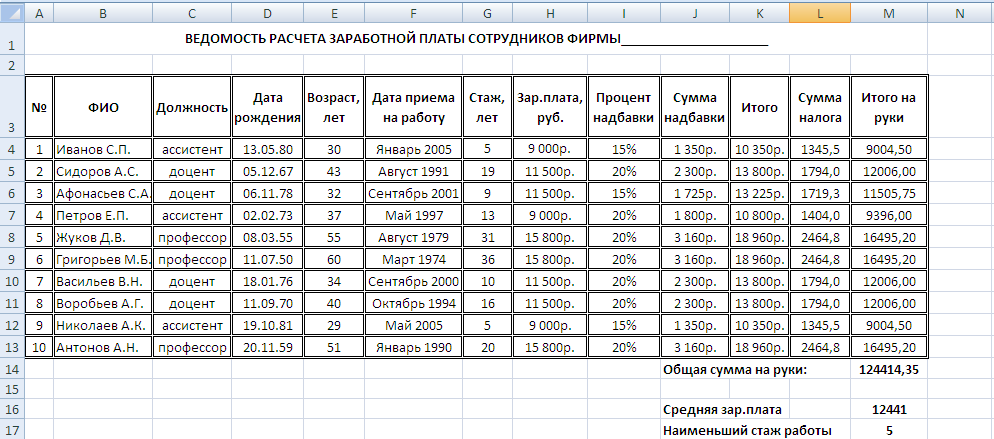 A B C D E F G H I J K L M N
1 ВЕДОМОСТЬ РАСЧЕТА ЗАРАБОТНОЙ ПЛАТЫ СОТРУДНИКОВ ФИРМЫ____________________
2
3 № ФИО Должность Дата рождения Возраст, лет Дата приема на работу Стаж, лет Зар.плата, руб. Процент надбавки Сумма надбавки Итого Сумма налога Итого на руки
4 1 Иванов С.П. ассистент 13.05.80 30 Январь 2005 5 9 000р. 15% 1 350р. 10 350р. 1345,5 9004,50
5 2 Сидоров А.С. доцент 05.12.67 43 Август 1991 19 11 500р. 20% 2 300р. 13 800р. 1794,0 12006,00
6 3 Афонасьев С.А. доцент 06.11.78 32 Сентябрь 2001 9 11 500р. 15% 1 725р. 13 225р. 1719,3 11505,75
7 4 Петров Е.П. ассистент 02.02.73 37 Май 1997 13 9 000р. 20% 1 800р. 10 800р. 1404,0 9396,00
8 5 Жуков Д.В. профессор 08.03.55 55 Август 1979 31 15 800р. 20% 3 160р. 18 960р. 2464,8 16495,20
9 6 Григорьев М.Б. профессор 11.07.50 60 Март 1974 36 15 800р. 20% 3 160р. 18 960р. 2464,8 16495,20
10 7 Васильев В.Н. доцент 18.01.76 34 Сентябрь 2000 10 11 500р. 20% 2 300р. 13 800р. 1794,0 12006,00
11 8 Воробьев А.Г. доцент 11.09.70 40 Октябрь 1994 16 11 500р. 20% 2 300р. 13 800р. 1794,0 12006,00
12 9 Николаев А.К. ассистент 19.10.81 29 Май 2005 5 9 000р. 15% 1 350р. 10 350р. 1345,5 9004,50
13 10 Антонов А.Н. профессор 20.11.59 51 Январь 1990 20 15 800р. 20% 3 160р. 18 960р. 2464,8 16495,20
14 Общая сумма на руки: 124414,35
15
16 Средняя зар.плата 12441
17 Наименьший стаж работы 5